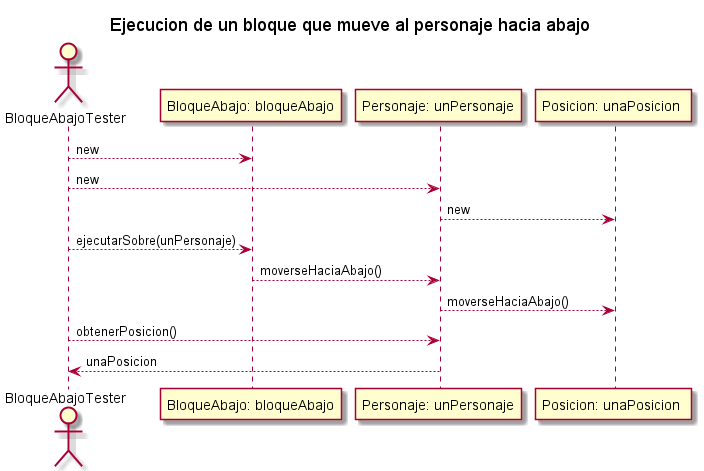 Ejecucion de un bloque que mueve al personaje hacia abajo
BloqueAbajoTester
BloqueAbajo: bloqueAbajo
Personaje: unPersonaje
Posicion: unaPosicion
new
new
new
ejecutarSobre(unPersonaje)
moverseHaciaAbajo()
moverseHaciaAbajo()
obtenerPosicion()
unaPosicion
BloqueAbajoTester
BloqueAbajo: bloqueAbajo
Personaje: unPersonaje
Posicion: unaPosicion